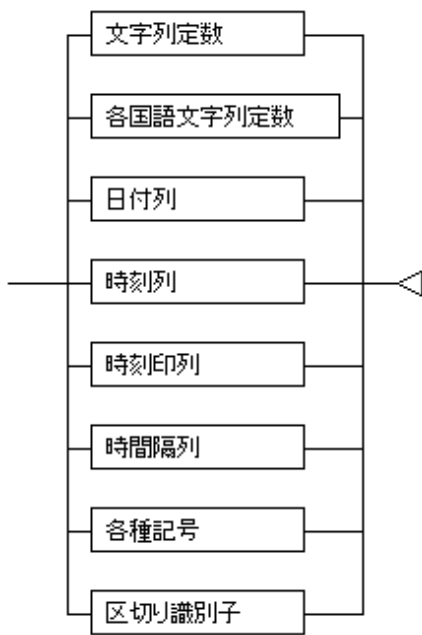 文字列定数
各国語文字列定数
日付列
時刻列
時刻印列
時間隔列
各種記号
区切り識別子